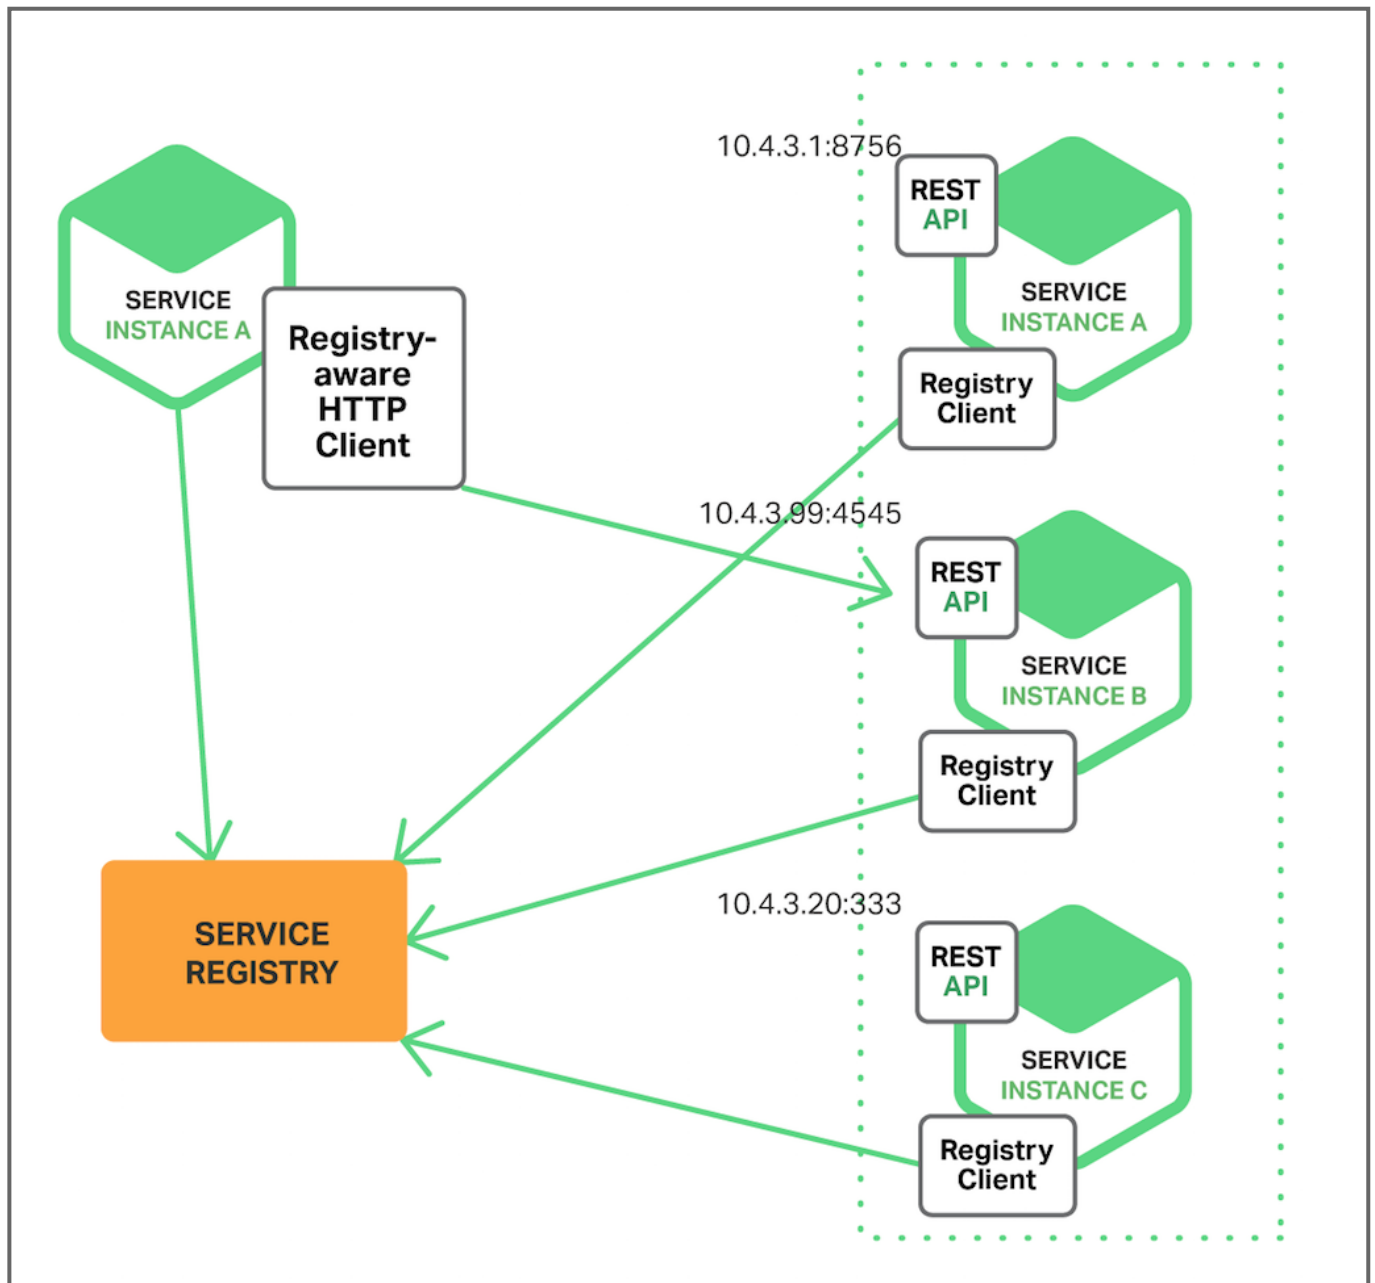 SERVICE
INSTANCE A
Registry-
aware
HTTP
Client
10.4.3.1:8756
REST
API
SERVICE
INSTANCE A
Registry
Client
10.4.3.99:4545
REST
API
SERVICE
INSTANCE B
Registry
Client
SERVICE
REGISTRY
10.4.3.20:333
REST
API
SERVICE
INSTANCE C
Registry
Client